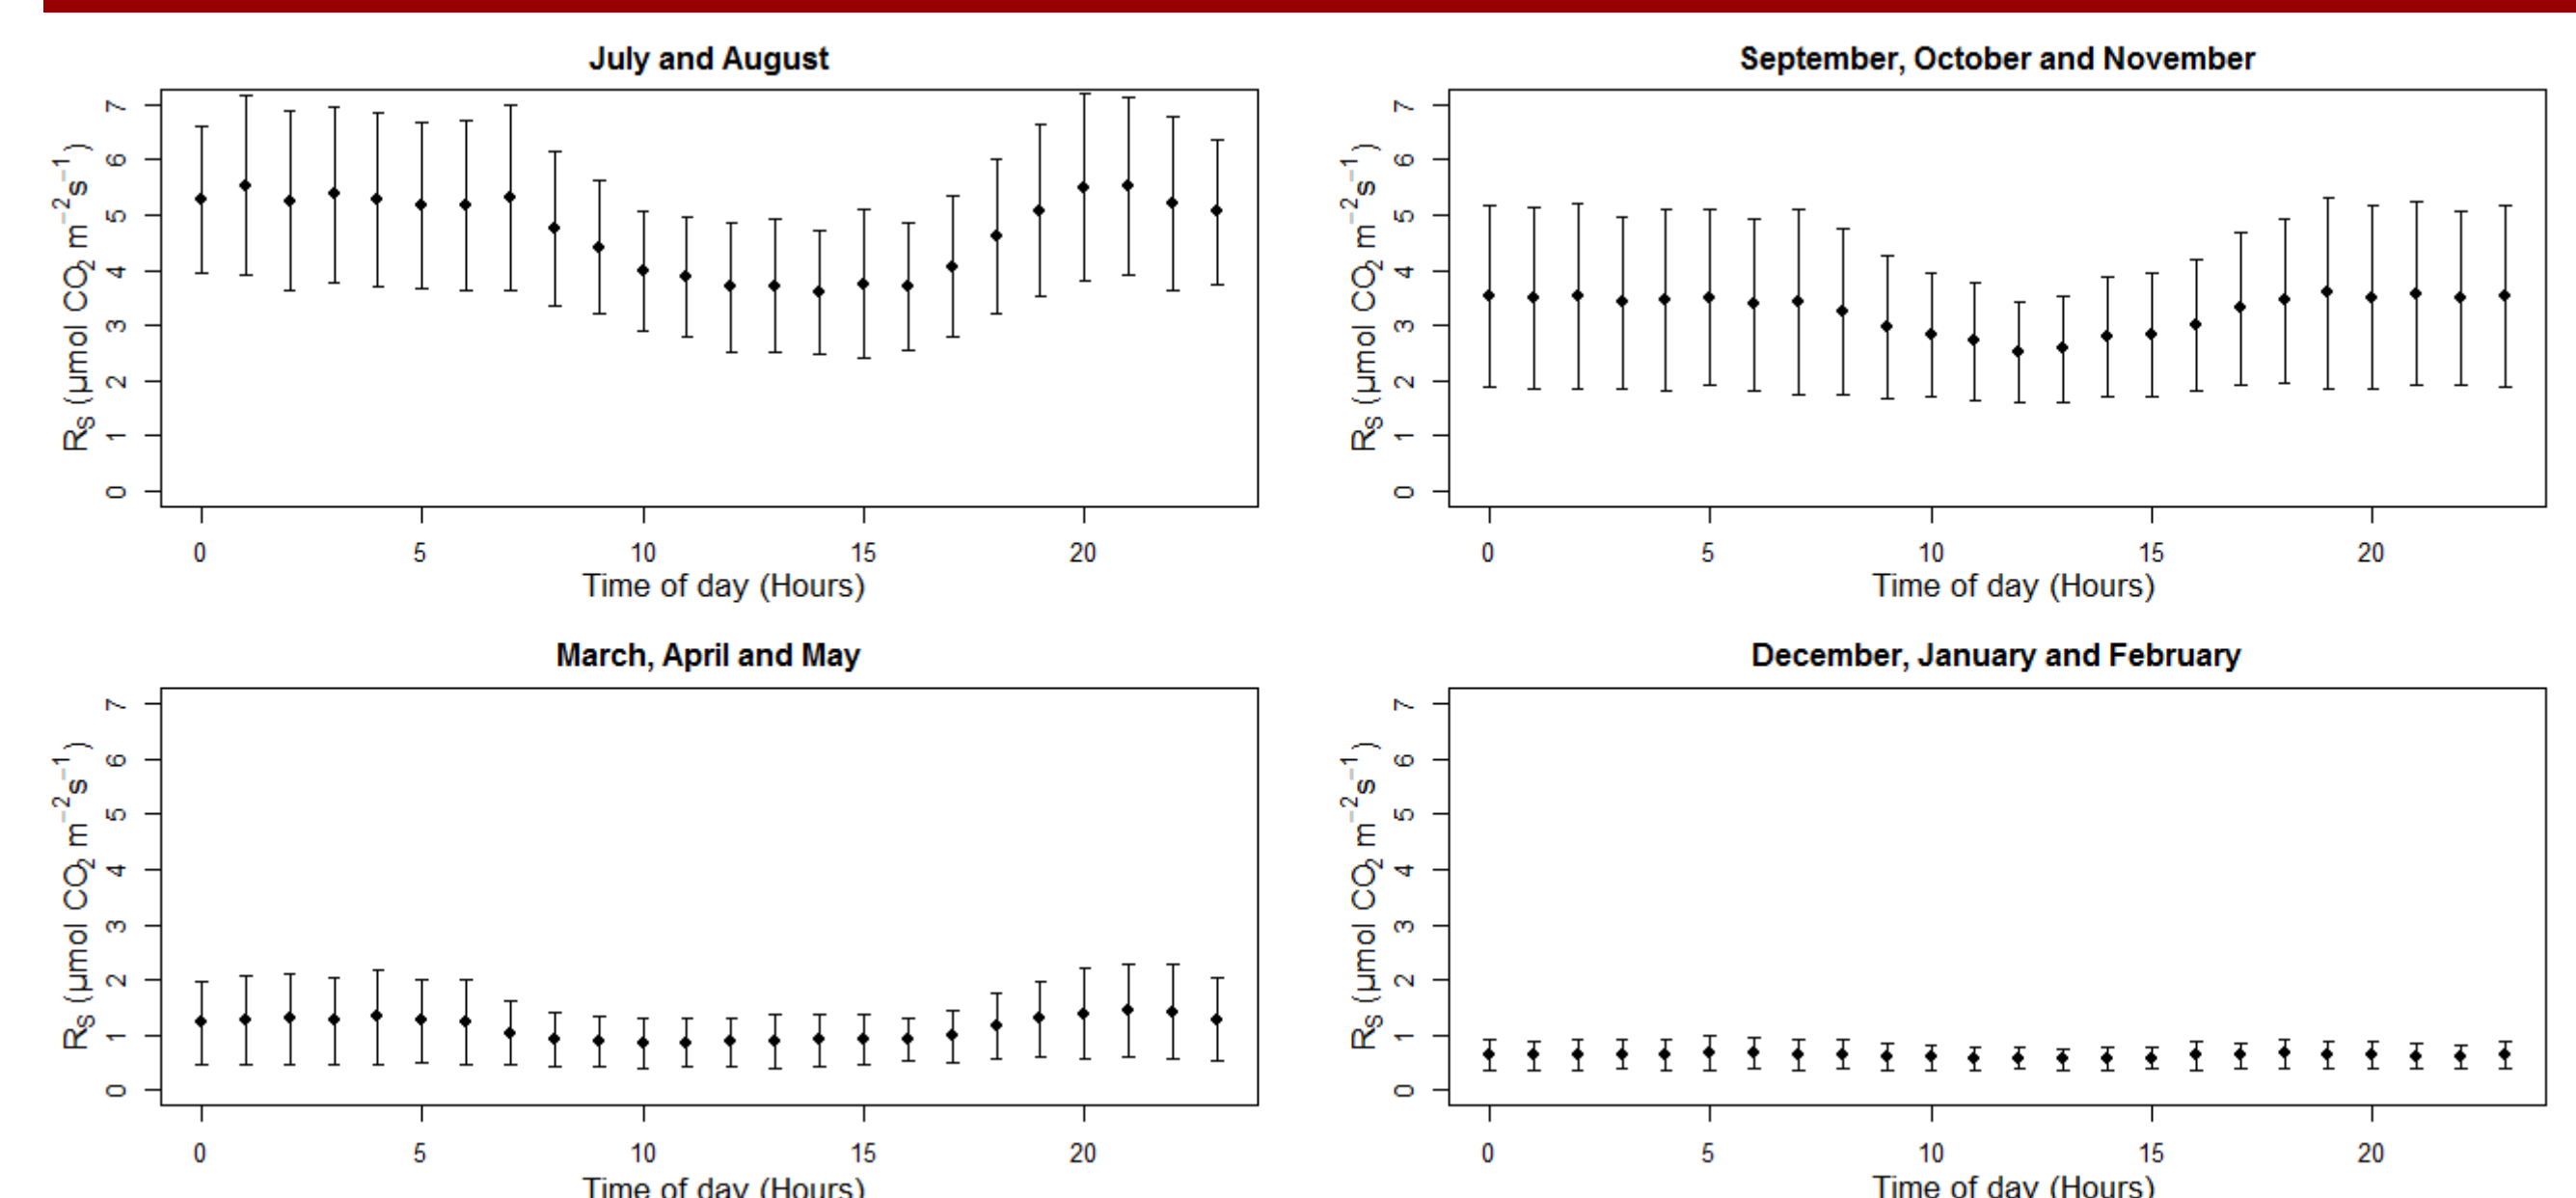 July and August
7
6
5
4
3
2
1
0
R_S (µmol CO₂ m⁻²s⁻¹)
0 5 10 15 20
Time of day (Hours)
September, October and November
7
6
5
4
3
2
1
0
R_S (µmol CO₂ m⁻²s⁻¹)
0 5 10 15 20
Time of day (Hours)
March, April and May
7
6
5
4
3
2
1
0
R_S (µmol CO₂ m⁻²s⁻¹)
0 5 10 15 20
Time of day (Hours)
December, January and February
7
6
5
4
3
2
1
0
R_S (µmol CO₂ m⁻²s⁻¹)
0 5 10 15 20
Time of day (Hours)